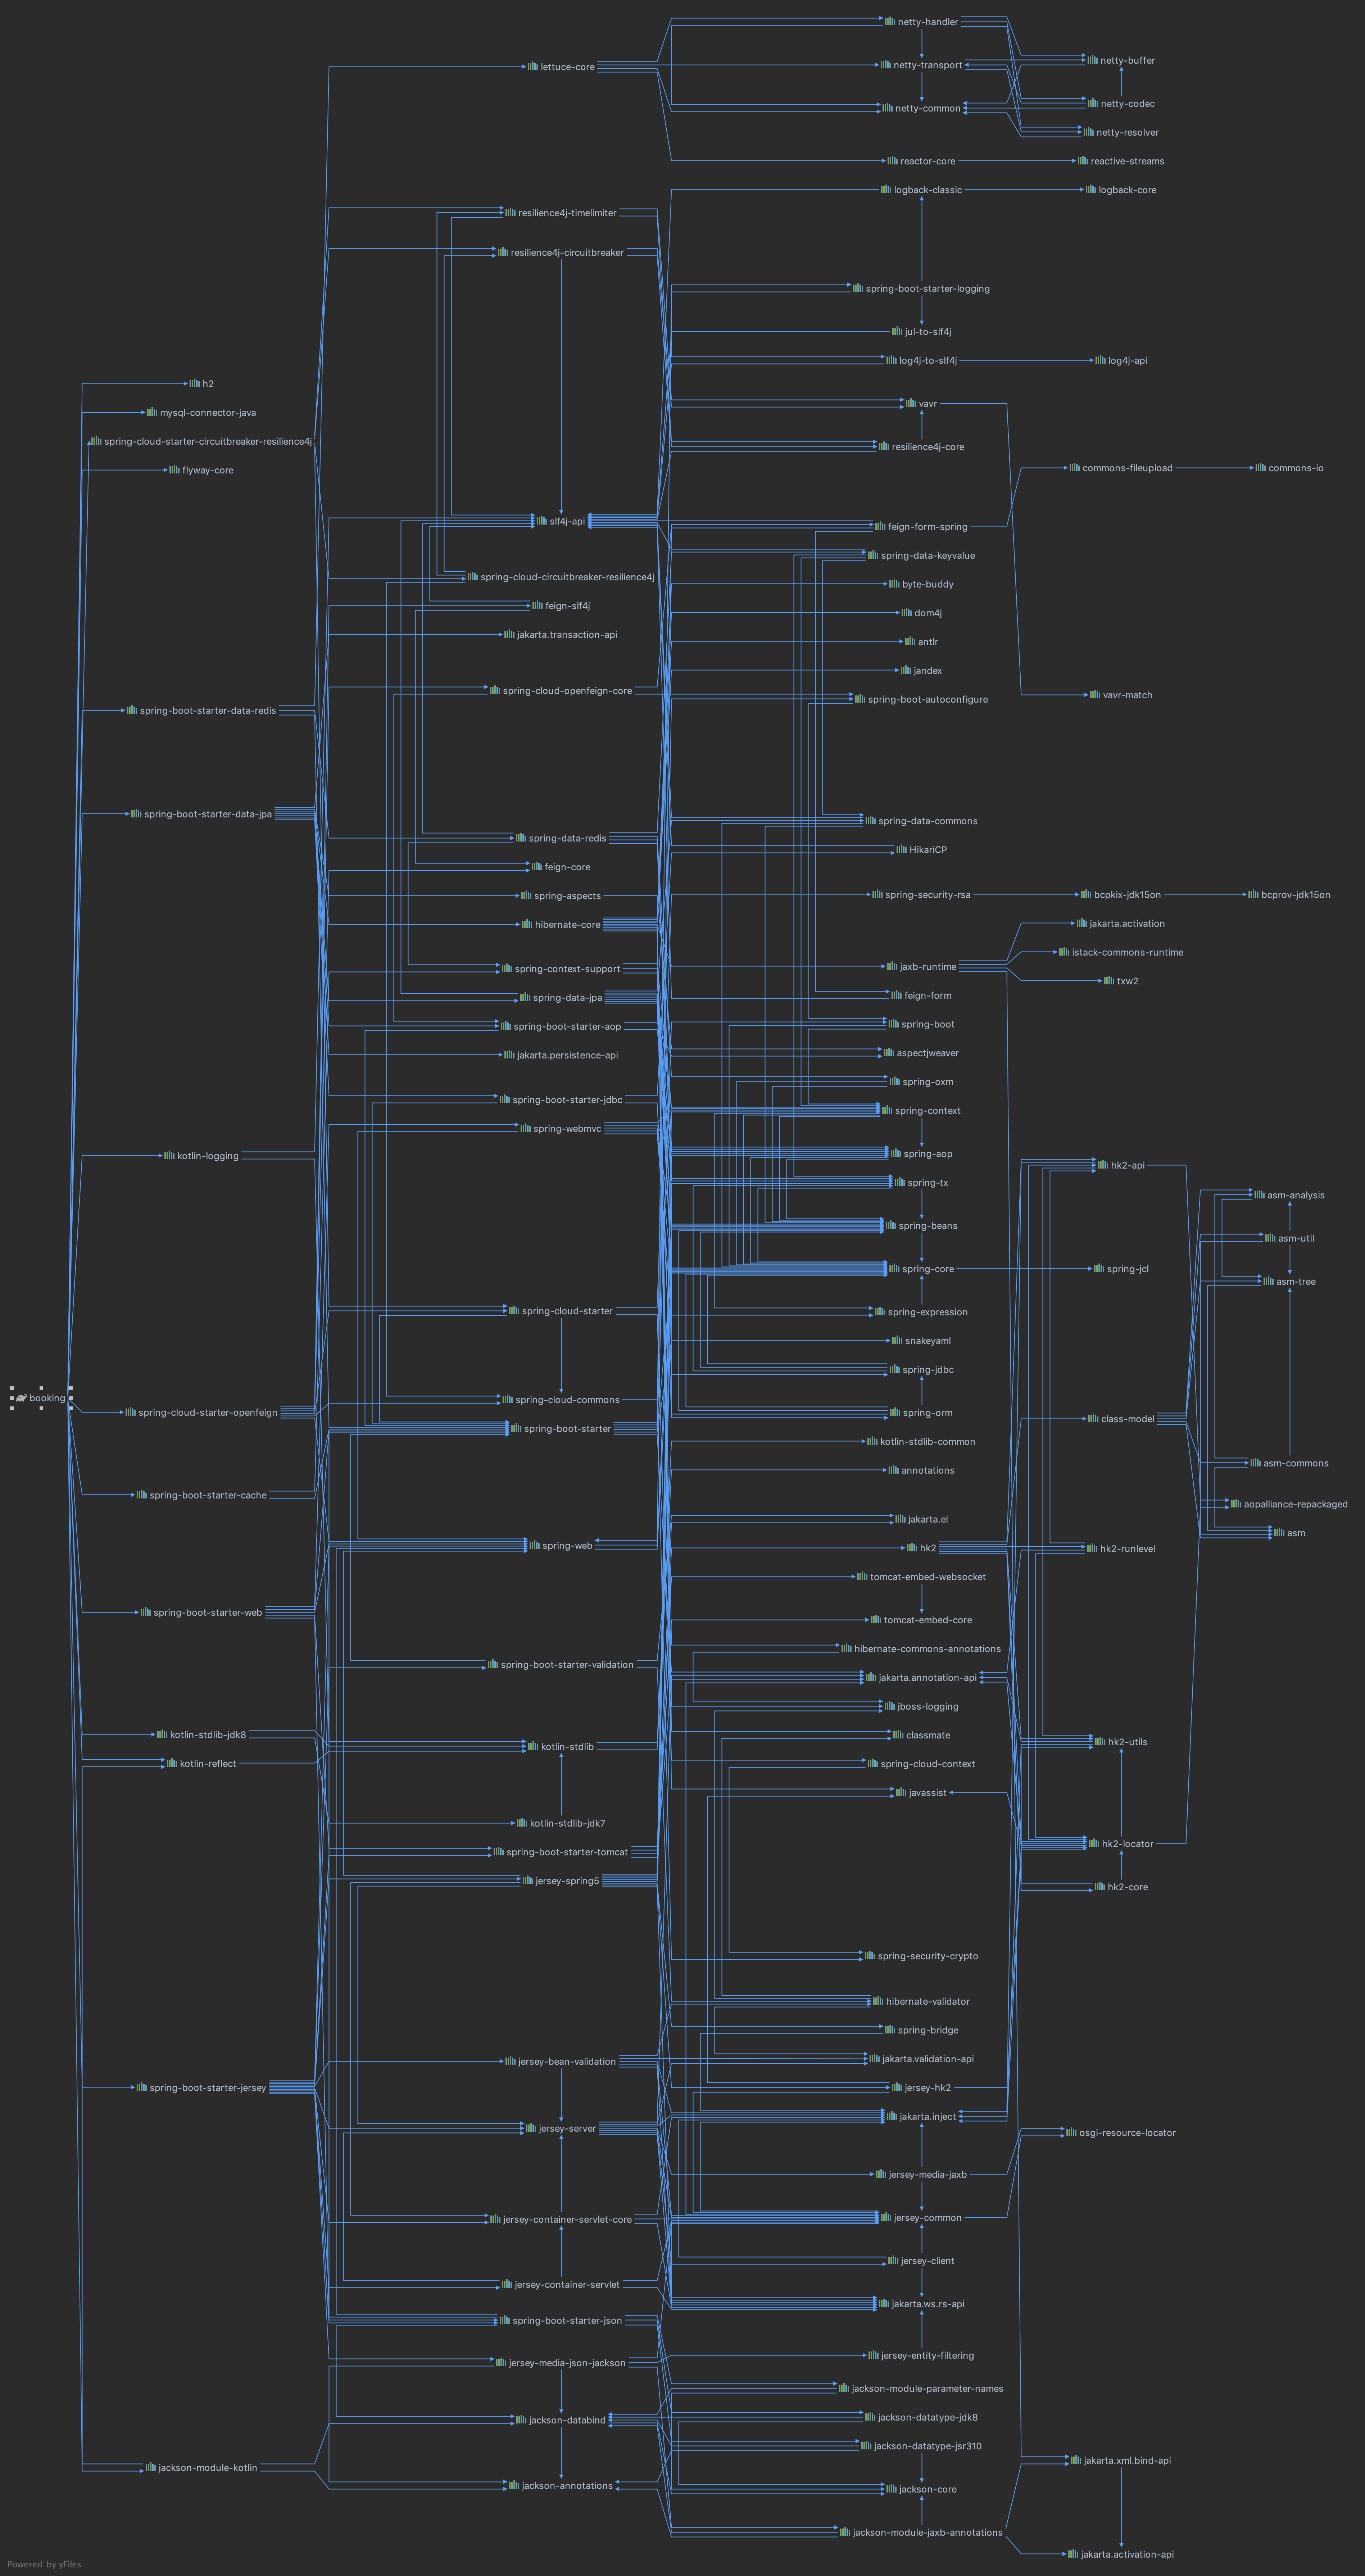 netty-handler
netty-buffer
lettuce-core
netty-transport
netty-codec
netty-common
netty-resolver
reactor-core
reactive-streams
logback-classic
logback-core
resilience4j-timelimiter
resilience4j-circuitbreaker
spring-boot-starter-logging
jul-to-slf4j
log4j-to-slf4j
log4j-api
h2
vavr
mysql-connector-java
spring-cloud-starter-circuitbreaker-resilience4j
resilience4j-core
flyway-core
commons-fileupload
commons-io
slf4j-api
feign-form-spring
spring-data-keyvalue
spring-cloud-circuitbreaker-resilience4j
byte-buddy
feign-slf4j
dom4j
jakarta.transaction-api
antlr
jandex
spring-cloud-openfeign-core
vavr-match
spring-boot-autoconfigure
spring-boot-starter-data-redis
spring-boot-starter-data-jpa
spring-data-commons
spring-data-redis
HikariCP
feign-core
spring-aspects
spring-security-rsa
bcpkix-jdk15on
bcprov-jdk15on
hibernate-core
jakarta.activation
istack-commons-runtime
spring-context-support
jaxb-runtime
txw2
spring-data-jpa
feign-form
spring-boot-starter-aop
spring-boot
jakarta.persistence-api
aspectjweaver
spring-oxm
spring-boot-starter-jdbc
spring-context
spring-webmvc
kotlin-logging
spring-aop
hk2-api
spring-tx
asm-analysis
spring-beans
asm-util
spring-core
spring-jcl
asm-tree
spring-cloud-starter
spring-expression
snakeyaml
spring-jdbc
booking
spring-cloud-commons
spring-cloud-starter-openfeign
spring-orm
class-model
spring-boot-starter
kotlin-stdlib-common
asm-commons
annotations
spring-boot-starter-cache
aopalliance-repackaged
jakarta.el
asm
spring-web
hk2
hk2-runlevel
tomcat-embed-websocket
spring-boot-starter-web
tomcat-embed-core
hibernate-commons-annotations
spring-boot-starter-validation
jakarta.annotation-api
jboss-logging
kotlin-stdlib-jdk8
classmate
kotlin-stdlib
hk2-utils
kotlin-reflect
spring-cloud-context
javassist
kotlin-stdlib-jdk7
hk2-locator
spring-boot-starter-tomcat
jersey-spring5
hk2-core
spring-security-crypto
hibernate-validator
spring-bridge
jersey-bean-validation
jakarta.validation-api
spring-boot-starter-jersey
jersey-hk2
jersey-server
jakarta.inject
osgi-resource-locator
jersey-media-jaxb
jersey-container-servlet-core
jersey-common
jersey-client
jersey-container-servlet
jakarta.ws.rs-api
spring-boot-starter-json
jersey-entity-filtering
jersey-media-json-jackson
jackson-module-parameter-names
jackson-databind
jackson-datatype-jdk8
jackson-datatype-jsr310
jakarta.xml.bind-api
jackson-module-kotlin
jackson-annotations
jackson-core
jackson-module-jaxb-annotations
jakarta.activation-api
Powered by yFiles